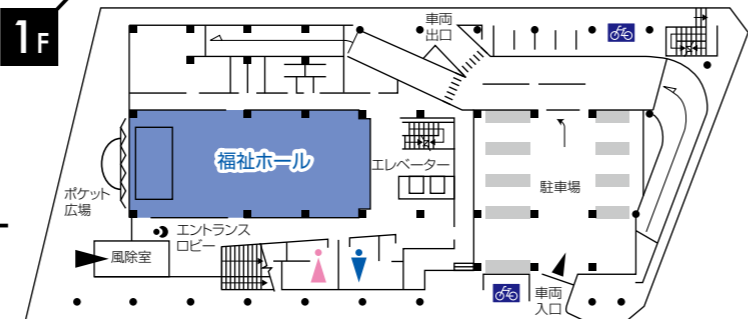 1F
車両
出口
福祉ホール
エレベーター
駐車場
ポケット
広場
エントランス
ロビー
風除室
車両
入口